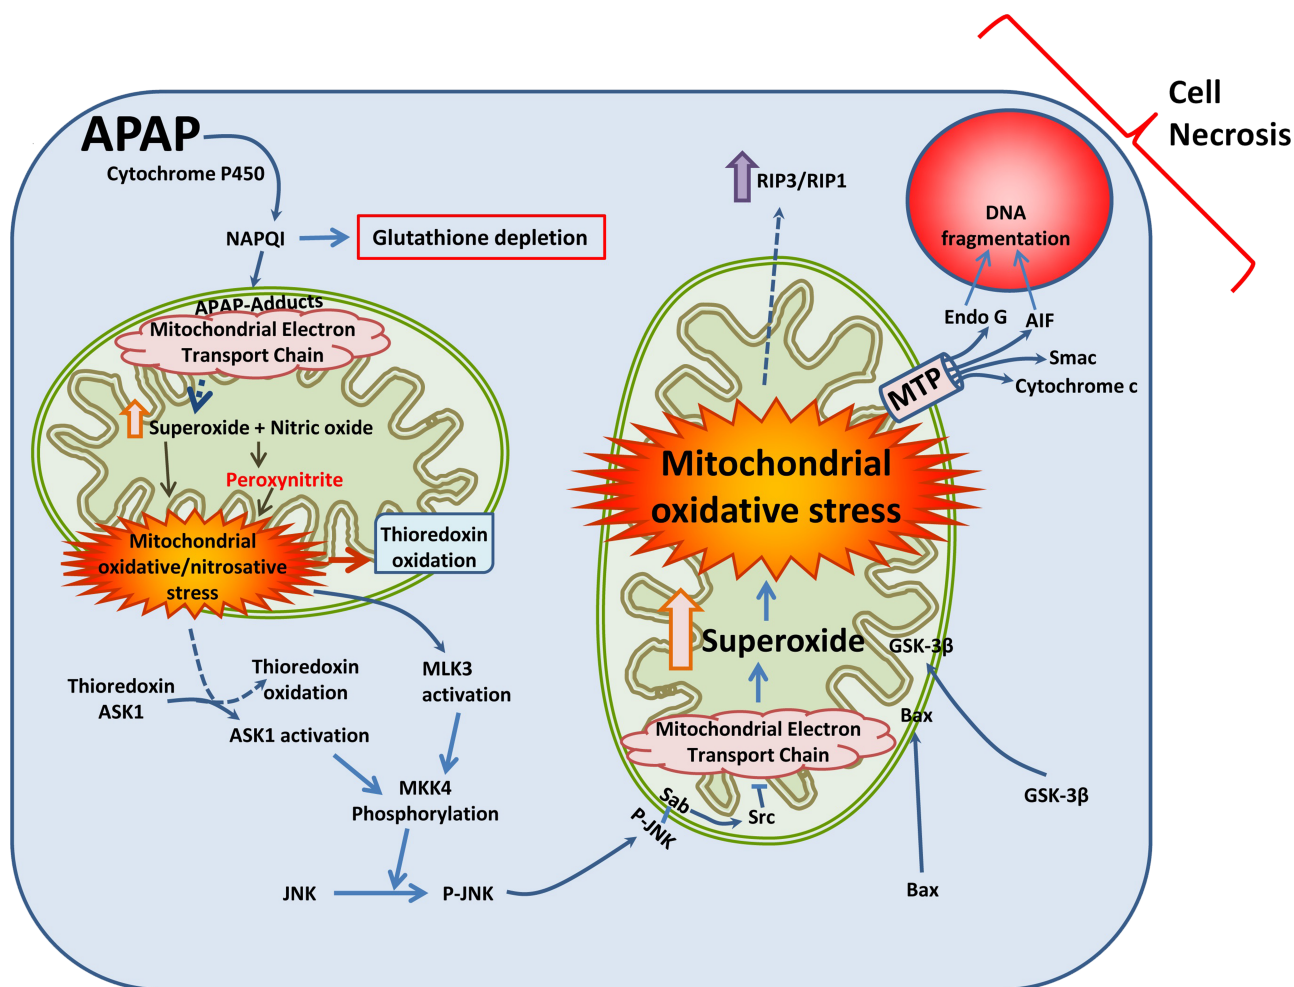 APAP
Cytochrome P450
NAPQI
Glutathione depletion
APAP-Adducts
Mitochondrial Electron
Transport Chain
Superoxide + Nitric oxide
Peroxynitrite
Mitochondrial
oxidative/nitrosative
stress
Thioredoxin
oxidation
Thioredoxin
ASK1
Thioredoxin
oxidation
ASK1 activation
MLK3
activation
MKK4
Phosphorylation
JNK
P-JNK
RIP3/RIP1
Mitochondrial
oxidative stress
Superoxide
Mitochondrial Electron
Transport Chain
Sab
P-JNK
Src
GSK-3β
Bax
GSK-3β
Bax
MTP
Endo G
AIF
Smac
Cytochrome c
DNA
fragmentation
Cell
Necrosis